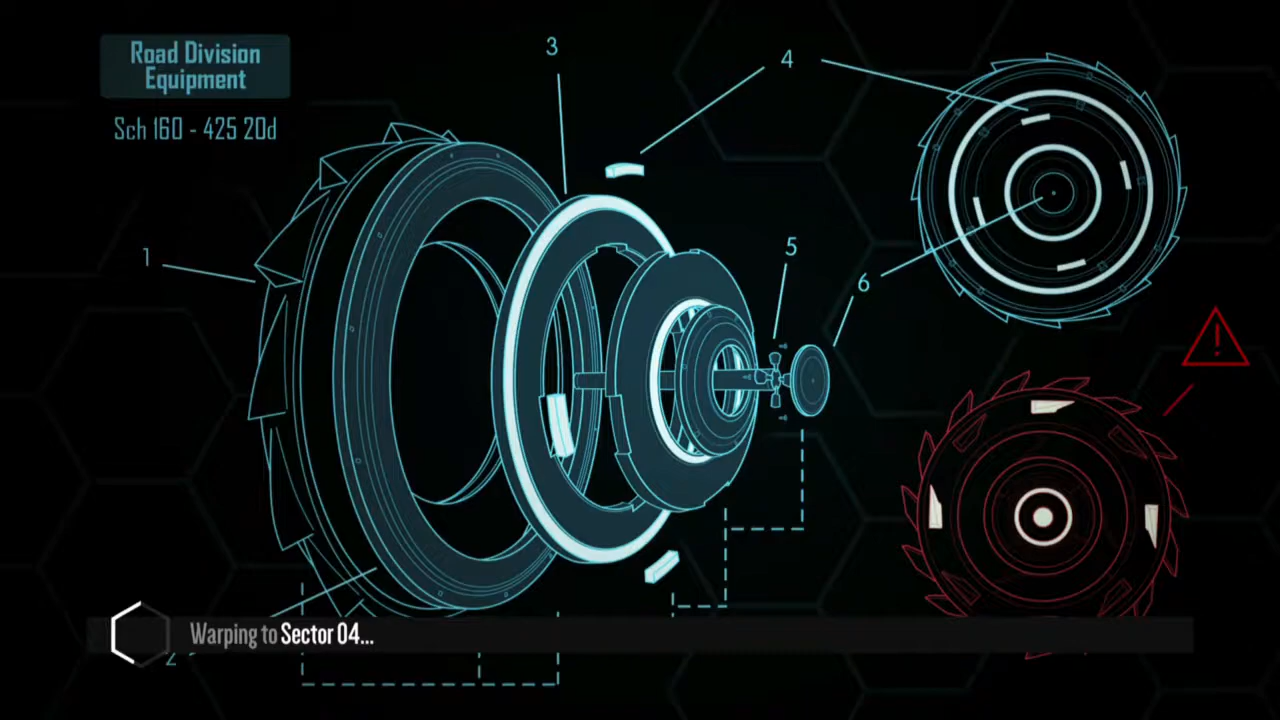 Road Division
Equipment
Sch 160 - 425 20d
3
4
1
5
6
2
Warping to Sector 04...